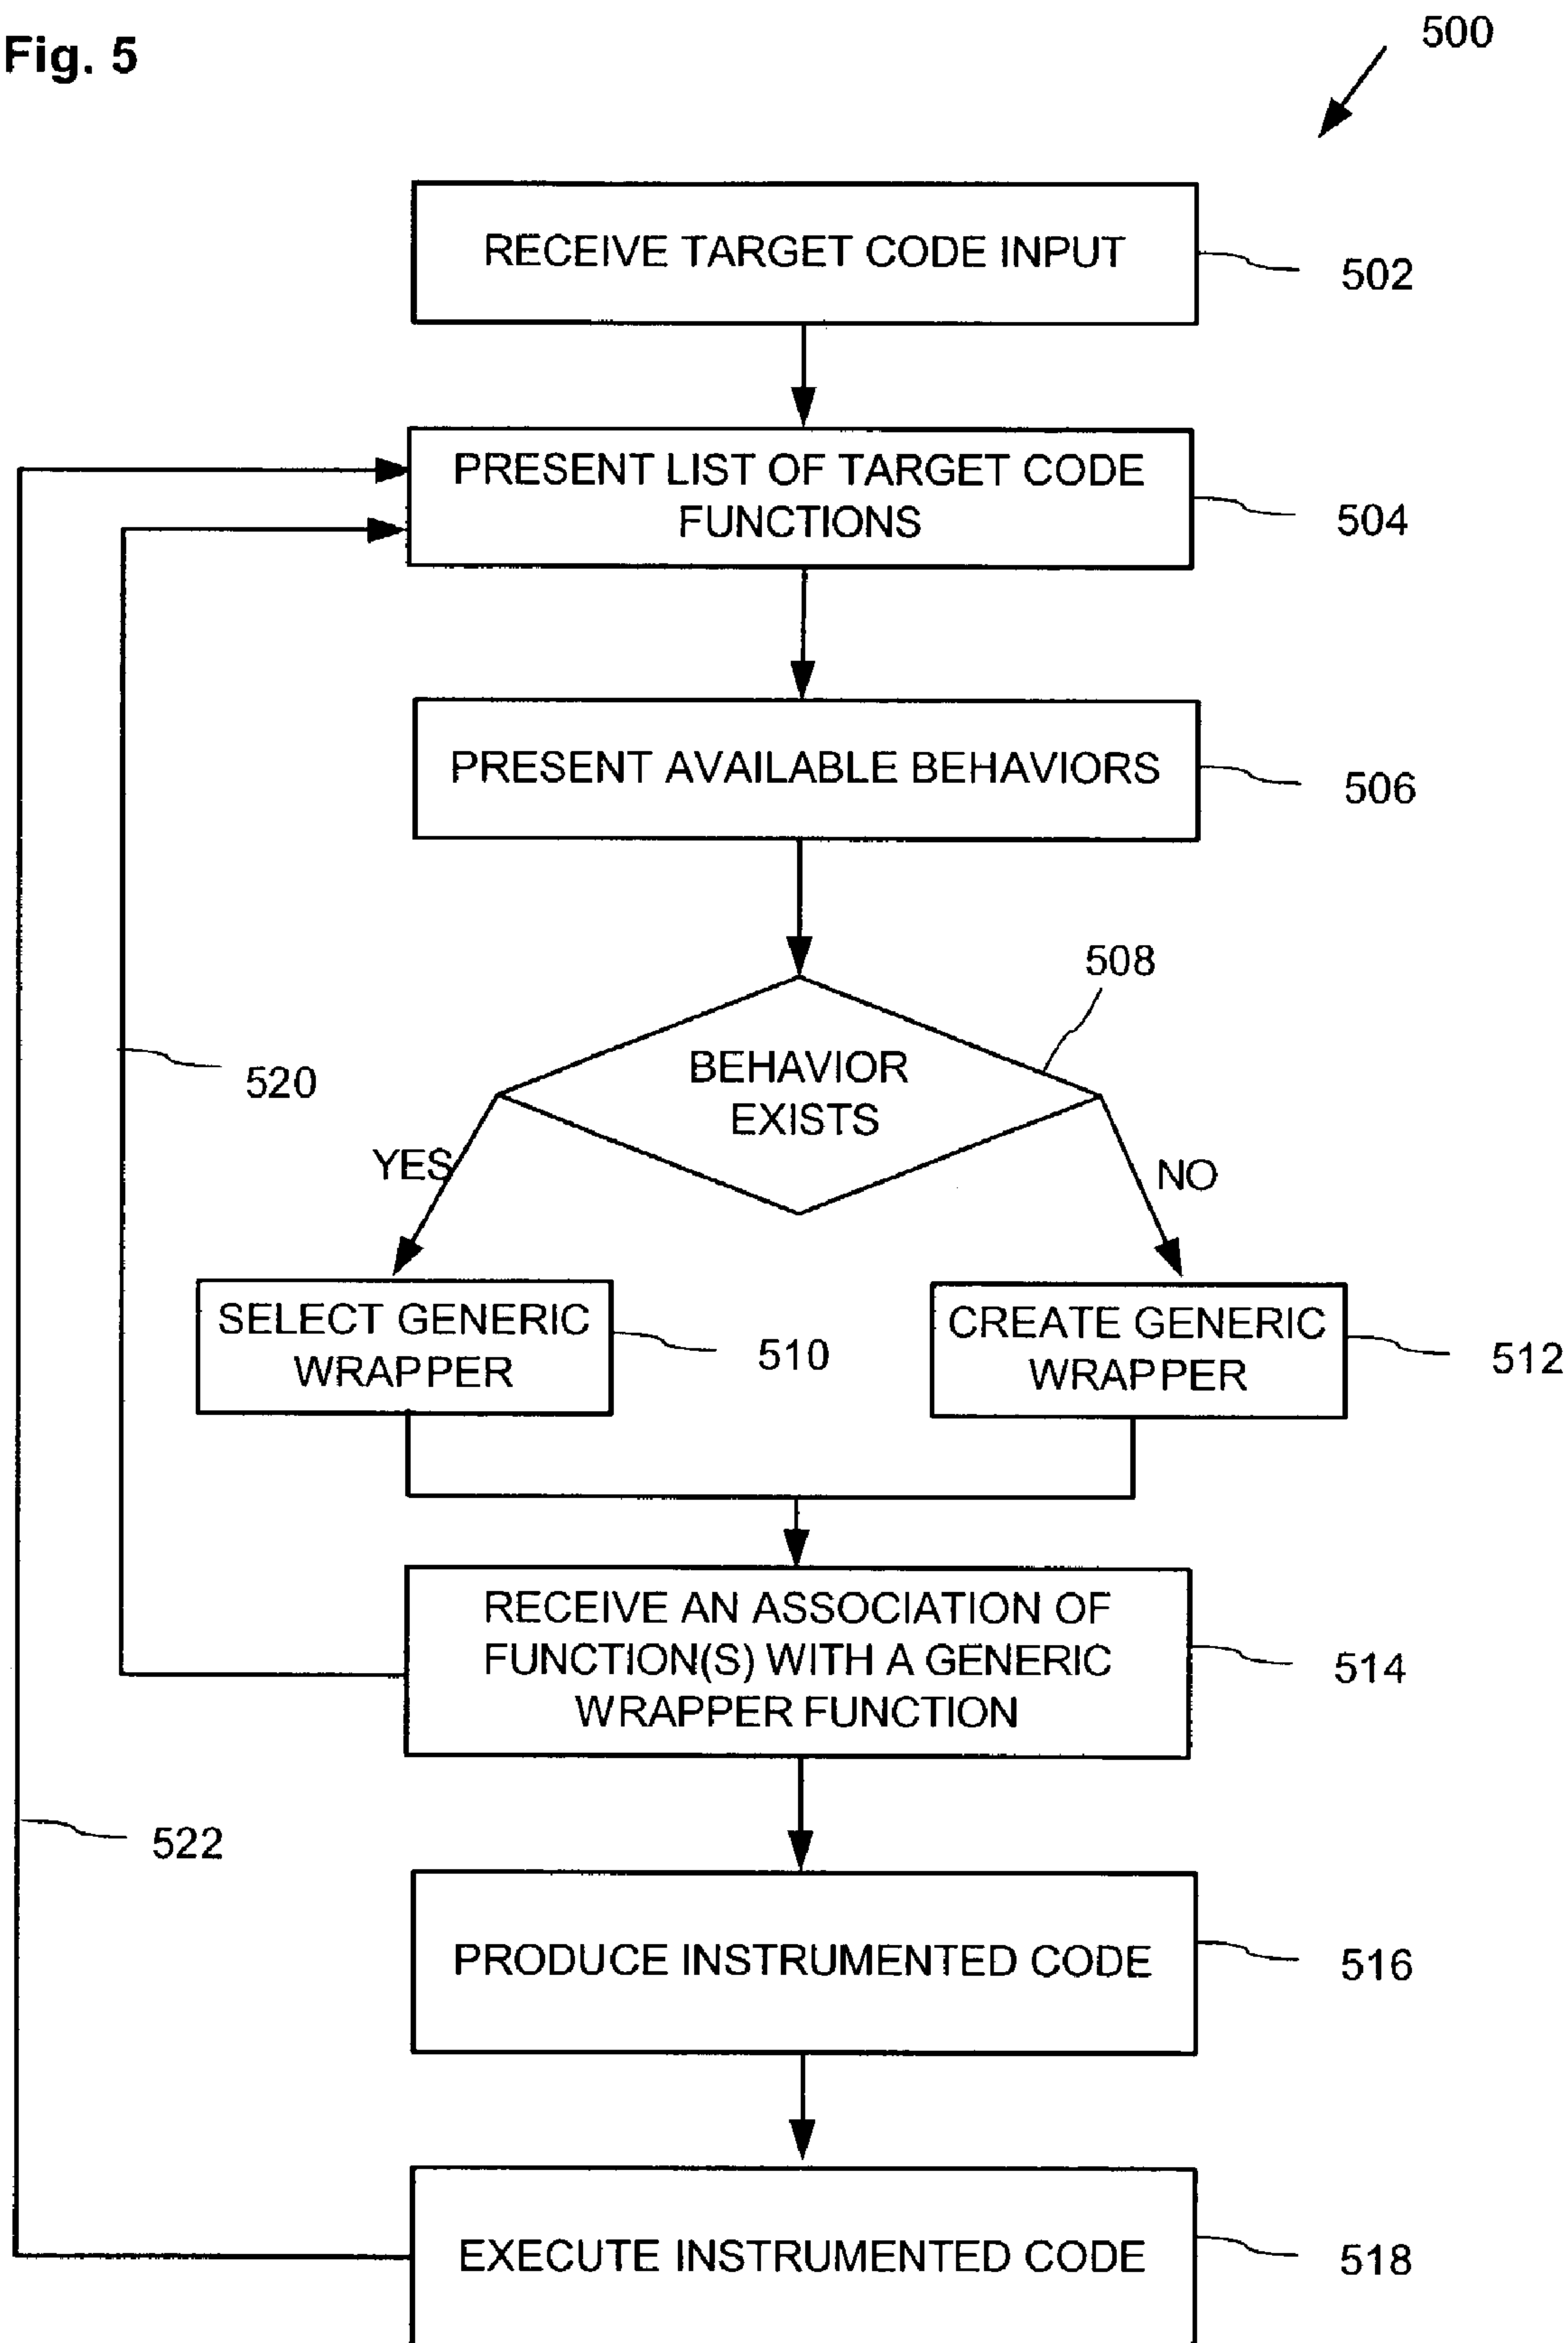 Fig. 5
500
RECEIVE TARGET CODE INPUT
502
PRESENT LIST OF TARGET CODE
FUNCTIONS
504
PRESENT AVAILABLE BEHAVIORS
506
508
BEHAVIOR
EXISTS
520
YES
NO
SELECT GENERIC
WRAPPER
510
CREATE GENERIC
WRAPPER
512
RECEIVE AN ASSOCIATION OF
FUNCTION(S) WITH A GENERIC
WRAPPER FUNCTION
514
522
PRODUCE INSTRUMENTED CODE
516
EXECUTE INSTRUMENTED CODE
518